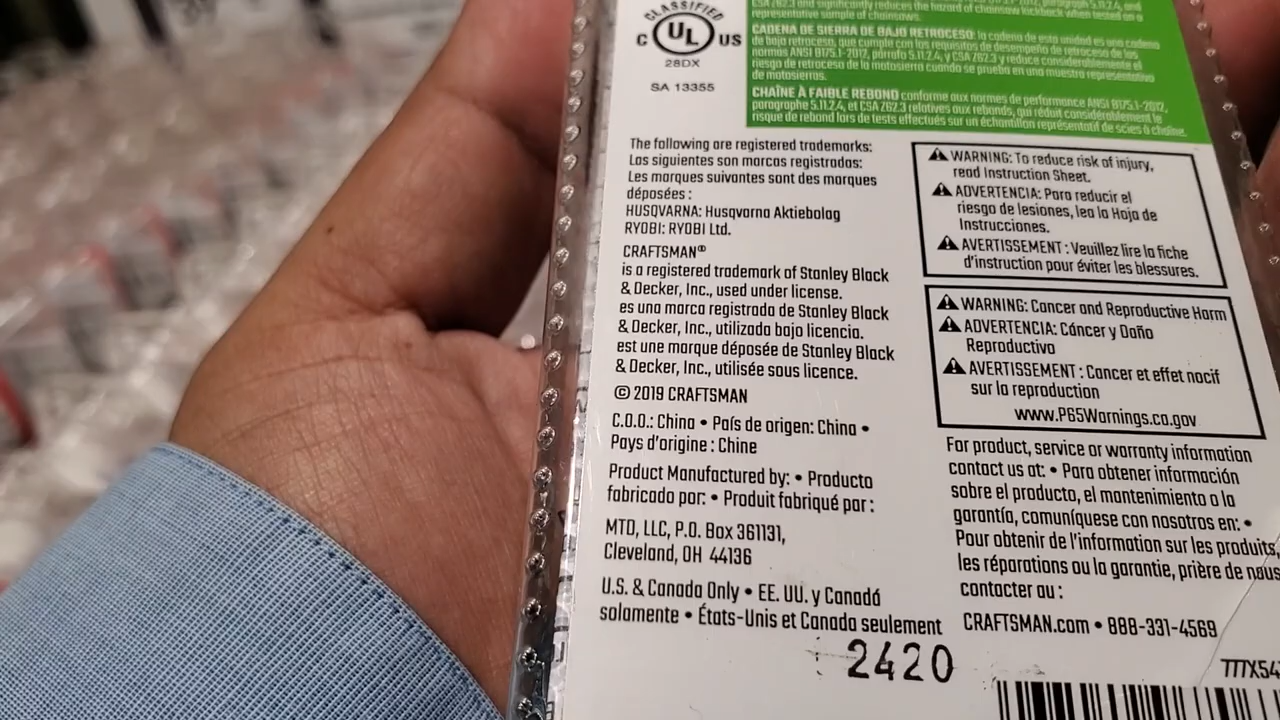 CLASSIFIED
C UL US
28DX
SA 13355
CSA Z62.3 and significantly reduces the hazard of chainsaw kickback when tested on a
representative sample of chainsaws.
CADENA DE SIERRA DE BAJO RETROCESO: la cadena de esta unidad es una cadena
de bajo retroceso, que cumple con los requisitos de desempeño de retroceso de las
normas ANSI B175.1-2012, párrafo 5.11.2.4, y CSA Z62.3 y reduce considerablemente el
riesgo de retroceso de la motosierra cuando se prueba en una muestra representativa
de motosierras.
CHAÎNE À FAIBLE REBOND conforme aux normes de performance ANSI B175.1-2012,
paragraphe 5.11.2.4, et CSA Z62.3 relatives aux rebonds, qui réduit considérablement le
risque de rebond lors de tests effectués sur un échantillon représentatif de scies à chaîne.
The following are registered trademarks:
Las siguientes son marcas registradas:
Les marques suivantes sont des marques
déposées :
HUSQVARNA: Husqvarna Aktiebolag
RYOBI: RYOBI Ltd.
CRAFTSMAN®
is a registered trademark of Stanley Black
& Decker, Inc., used under license.
es una marca registrada de Stanley Black
& Decker, Inc., utilizada bajo licencia.
est une marque déposée de Stanley Black
& Decker, Inc., utilisée sous licence.
© 2019 CRAFTSMAN
C.O.O.: China • País de origen: China •
Pays d'origine : Chine
Product Manufactured by: • Producto
fabricado por: • Produit fabriqué par :
MTD, LLC, P.O. Box 361131,
Cleveland, OH 44136
U.S. & Canada Only • EE. UU. y Canadá
solamente • États-Unis et Canada seulement
2420
WARNING: To reduce risk of injury,
read Instruction Sheet.
ADVERTENCIA: Para reducir el
riesgo de lesiones, lea la Hoja de
Instrucciones.
AVERTISSEMENT : Veuillez lire la fiche
d'instruction pour éviter les blessures.
WARNING: Cancer and Reproductive Harm
ADVERTENCIA: Cáncer y Daño
Reproductivo
AVERTISSEMENT : Cancer et effet nocif
sur la reproduction
www.P65Warnings.ca.gov
For product, service or warranty information
contact us at: • Para obtener información
sobre el producto, el mantenimiento o la
garantía, comuníquese con nosotros en: •
Pour obtenir de l'information sur les produits,
les réparations ou la garantie, prière de nous
contacter au :
CRAFTSMAN.com • 888-331-4569
TTTX54